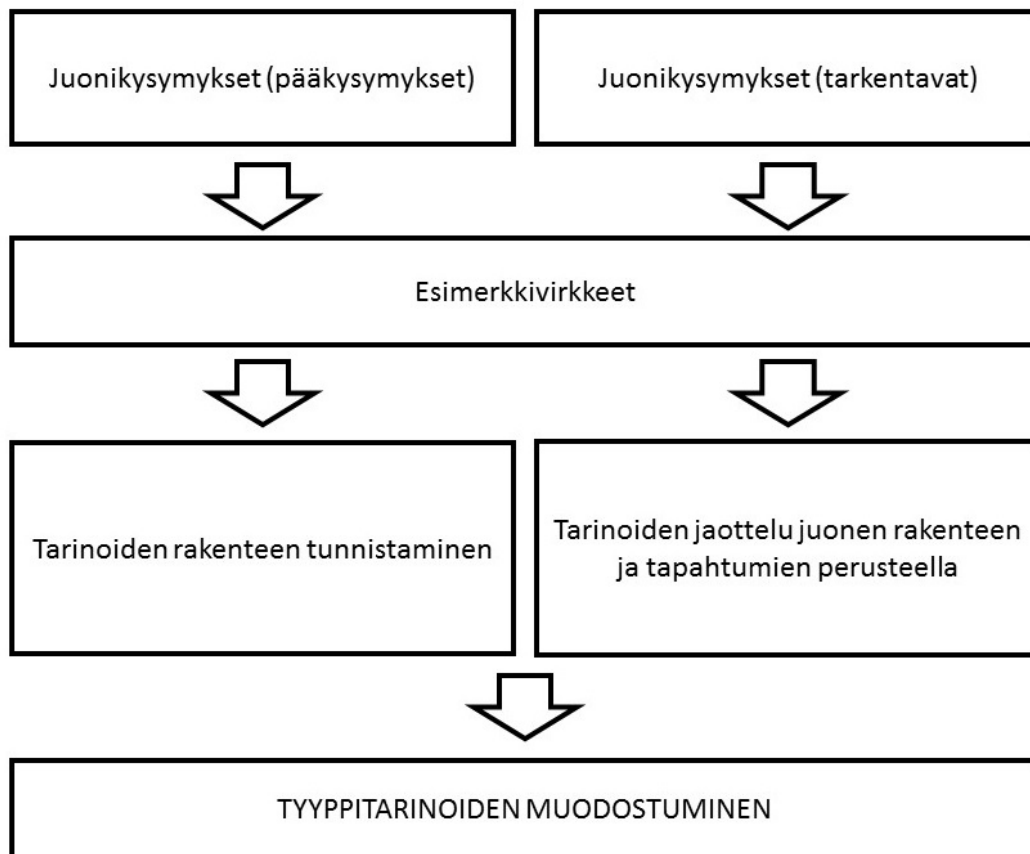 Juonikysymykset (pääkysymykset)
Juonikysymykset (tarkentavat)
Esimerkkivirkkeet
Tarinoiden rakenteen tunnistaminen
Tarinoiden jaottelu juonen rakenteen
ja tapahtumien perusteella
TYYPPITARINOIDEN MUODOSTUMINEN